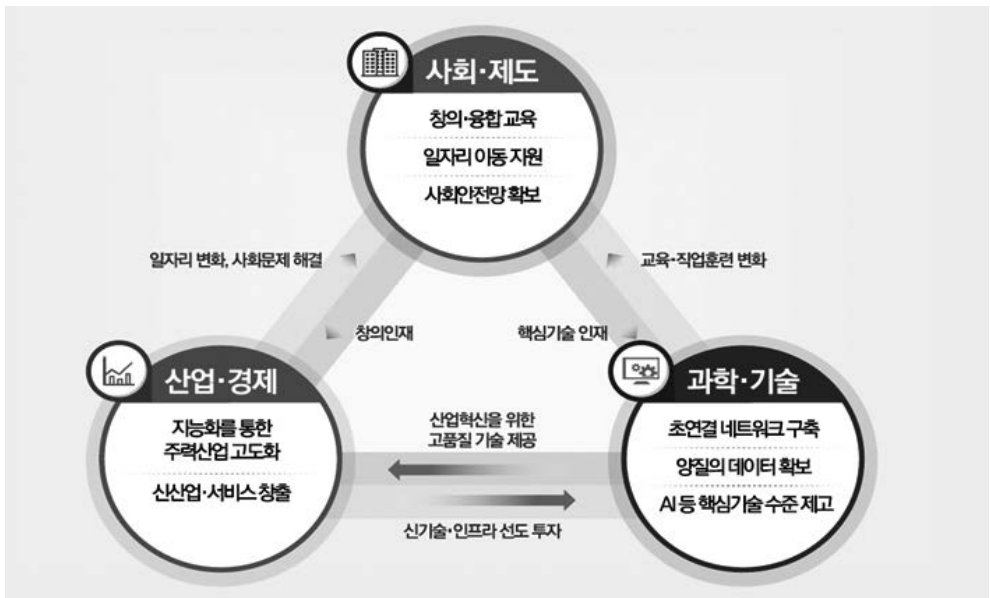 사회·제도
창의·융합 교육
일자리 이동 지원
사회안전망 확보
일자리 변화, 사회문제 해결
교육·직업훈련 변화
창의인재
핵심기술 인재
산업·경제
지능화를 통한
주력산업 고도화
신산업·서비스 창출
산업혁신을 위한
고품질 기술 제공
신기술·인프라 선도 투자
과학·기술
초연결 네트워크 구축
양질의 데이터 확보
AI 등 핵심기술 수준 제고